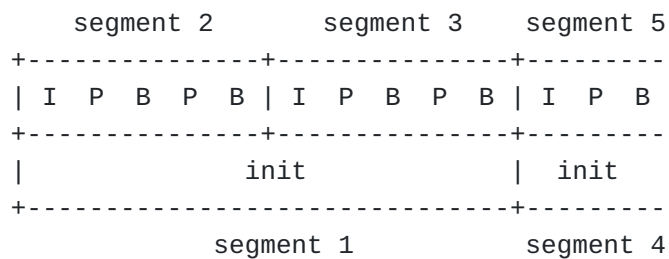 segment 2 segment 3 segment 5
+---------------+---------------+---------
| I P B P B | I P B P B | I P B
+---------------+---------------+---------
| init | init
+-------------------------------+---------
segment 1 segment 4